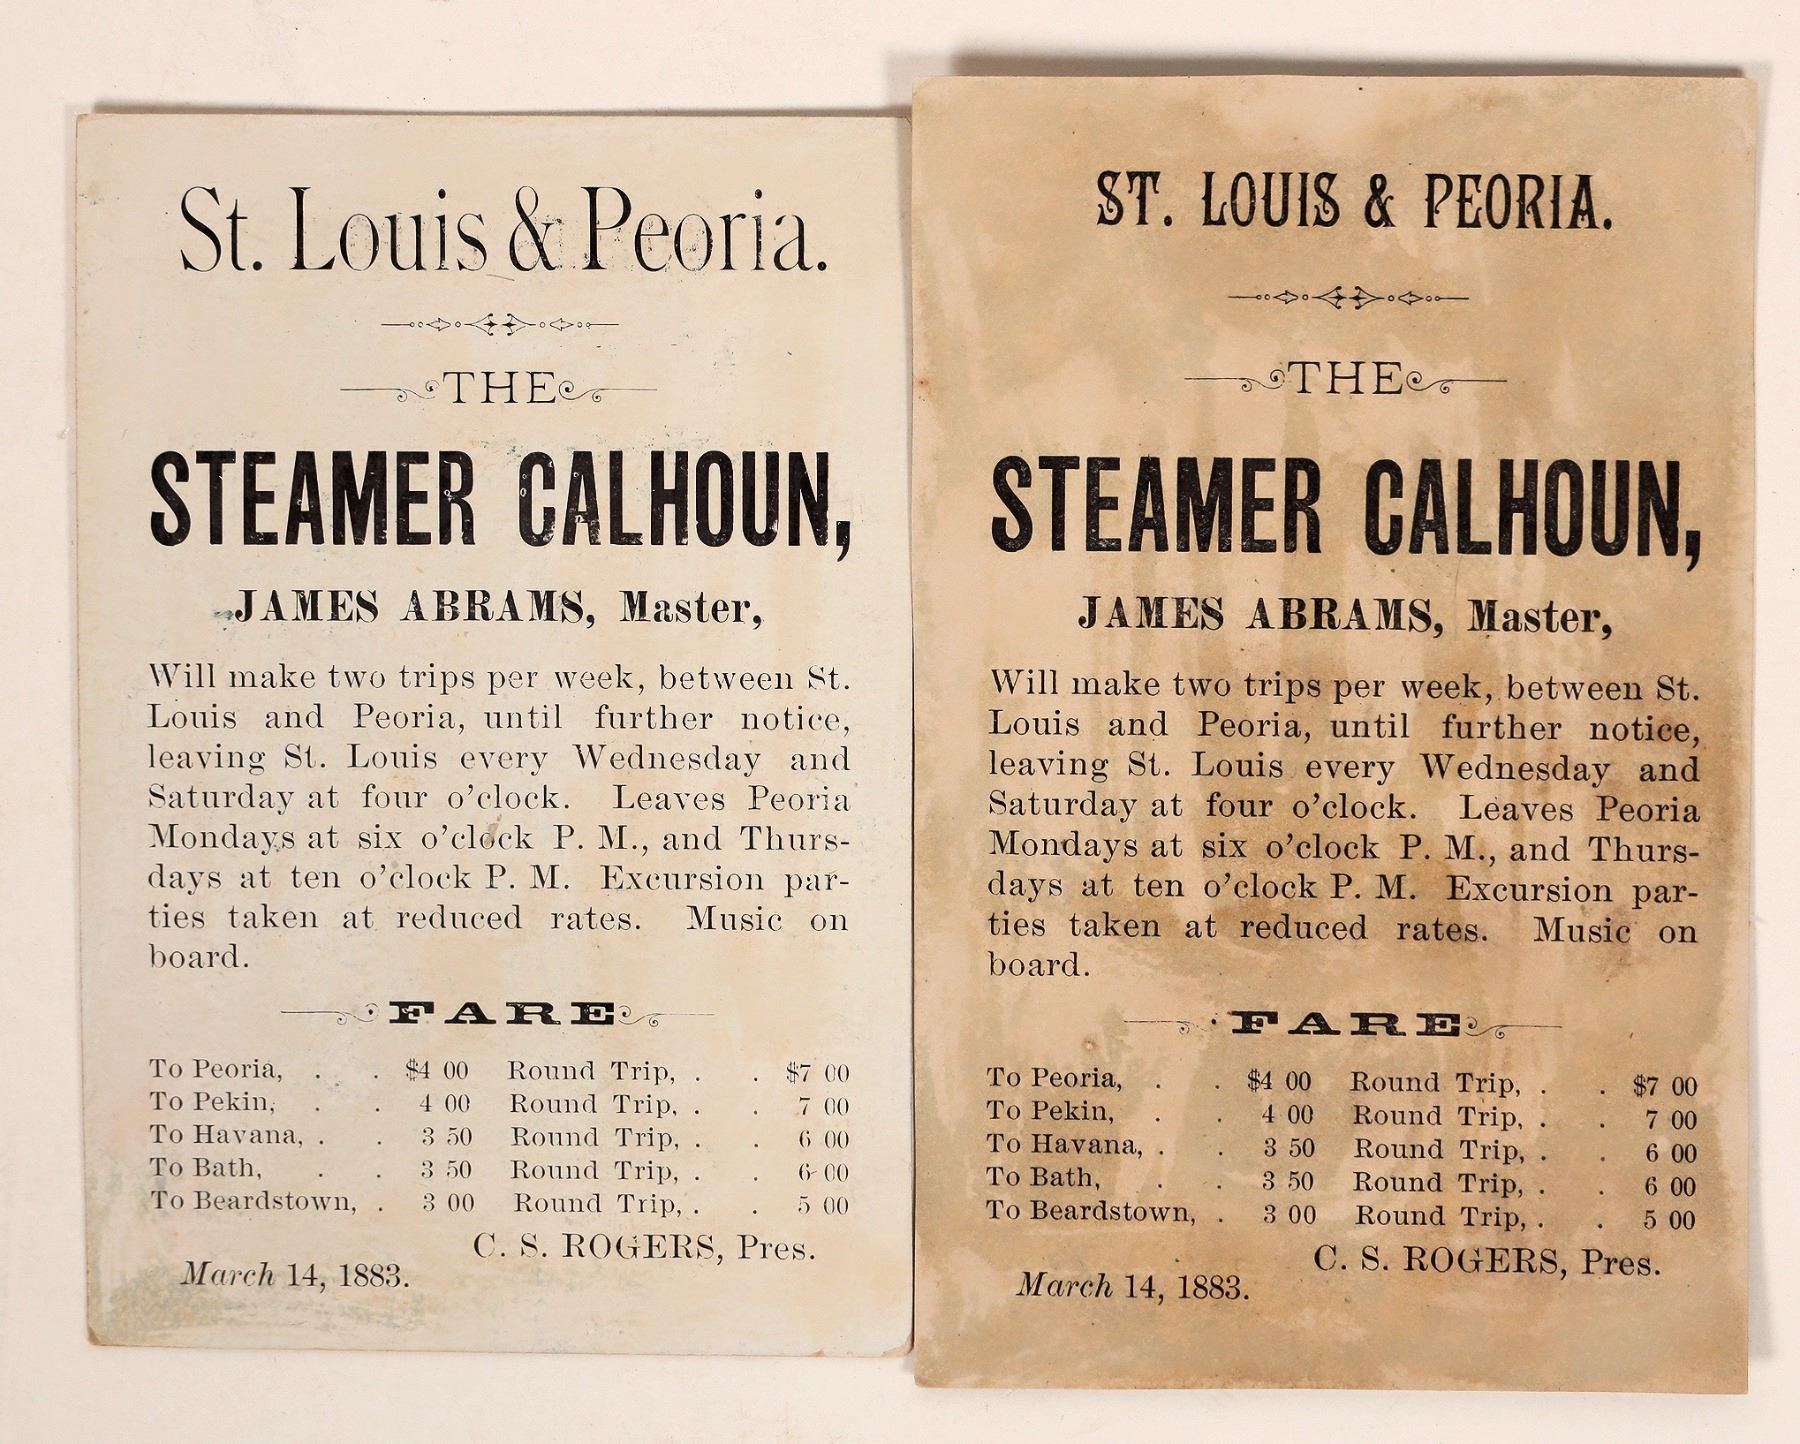 St. Louis & Peoria.
THE
STEAMER CALHOUN,
JAMES ABRAMS, Master,
Will make two trips per week, between St.
Louis and Peoria, until further notice,
leaving St. Louis every Wednesday and
Saturday at four o'clock. Leaves Peoria
Mondays at six o'clock P. M., and Thurs-
days at ten o'clock P. M. Excursion par-
ties taken at reduced rates. Music on
board.
FARE
To Peoria, . . $4 00 Round Trip, . . $7 00
To Pekin, . . 4 00 Round Trip, . . 7 00
To Havana, . . 3 50 Round Trip, . . 6 00
To Bath, . . 3 50 Round Trip, . . 6 00
To Beardstown, . 3 00 Round Trip, . . 5 00
C. S. ROGERS, Pres.
March 14, 1883.
ST. LOUIS & PEORIA.
THE
STEAMER CALHOUN,
JAMES ABRAMS, Master,
Will make two trips per week, between St.
Louis and Peoria, until further notice,
leaving St. Louis every Wednesday and
Saturday at four o'clock. Leaves Peoria
Mondays at six o'clock P. M., and Thurs-
days at ten o'clock P. M. Excursion par-
ties taken at reduced rates. Music on
board.
FARE
To Peoria, . . $4 00 Round Trip, . . $7 00
To Pekin, . . 4 00 Round Trip, . . 7 00
To Havana, . . 3 50 Round Trip, . . 6 00
To Bath, . . 3 50 Round Trip, . . 6 00
To Beardstown, . 3 00 Round Trip, . . 5 00
C. S. ROGERS, Pres.
March 14, 1883.